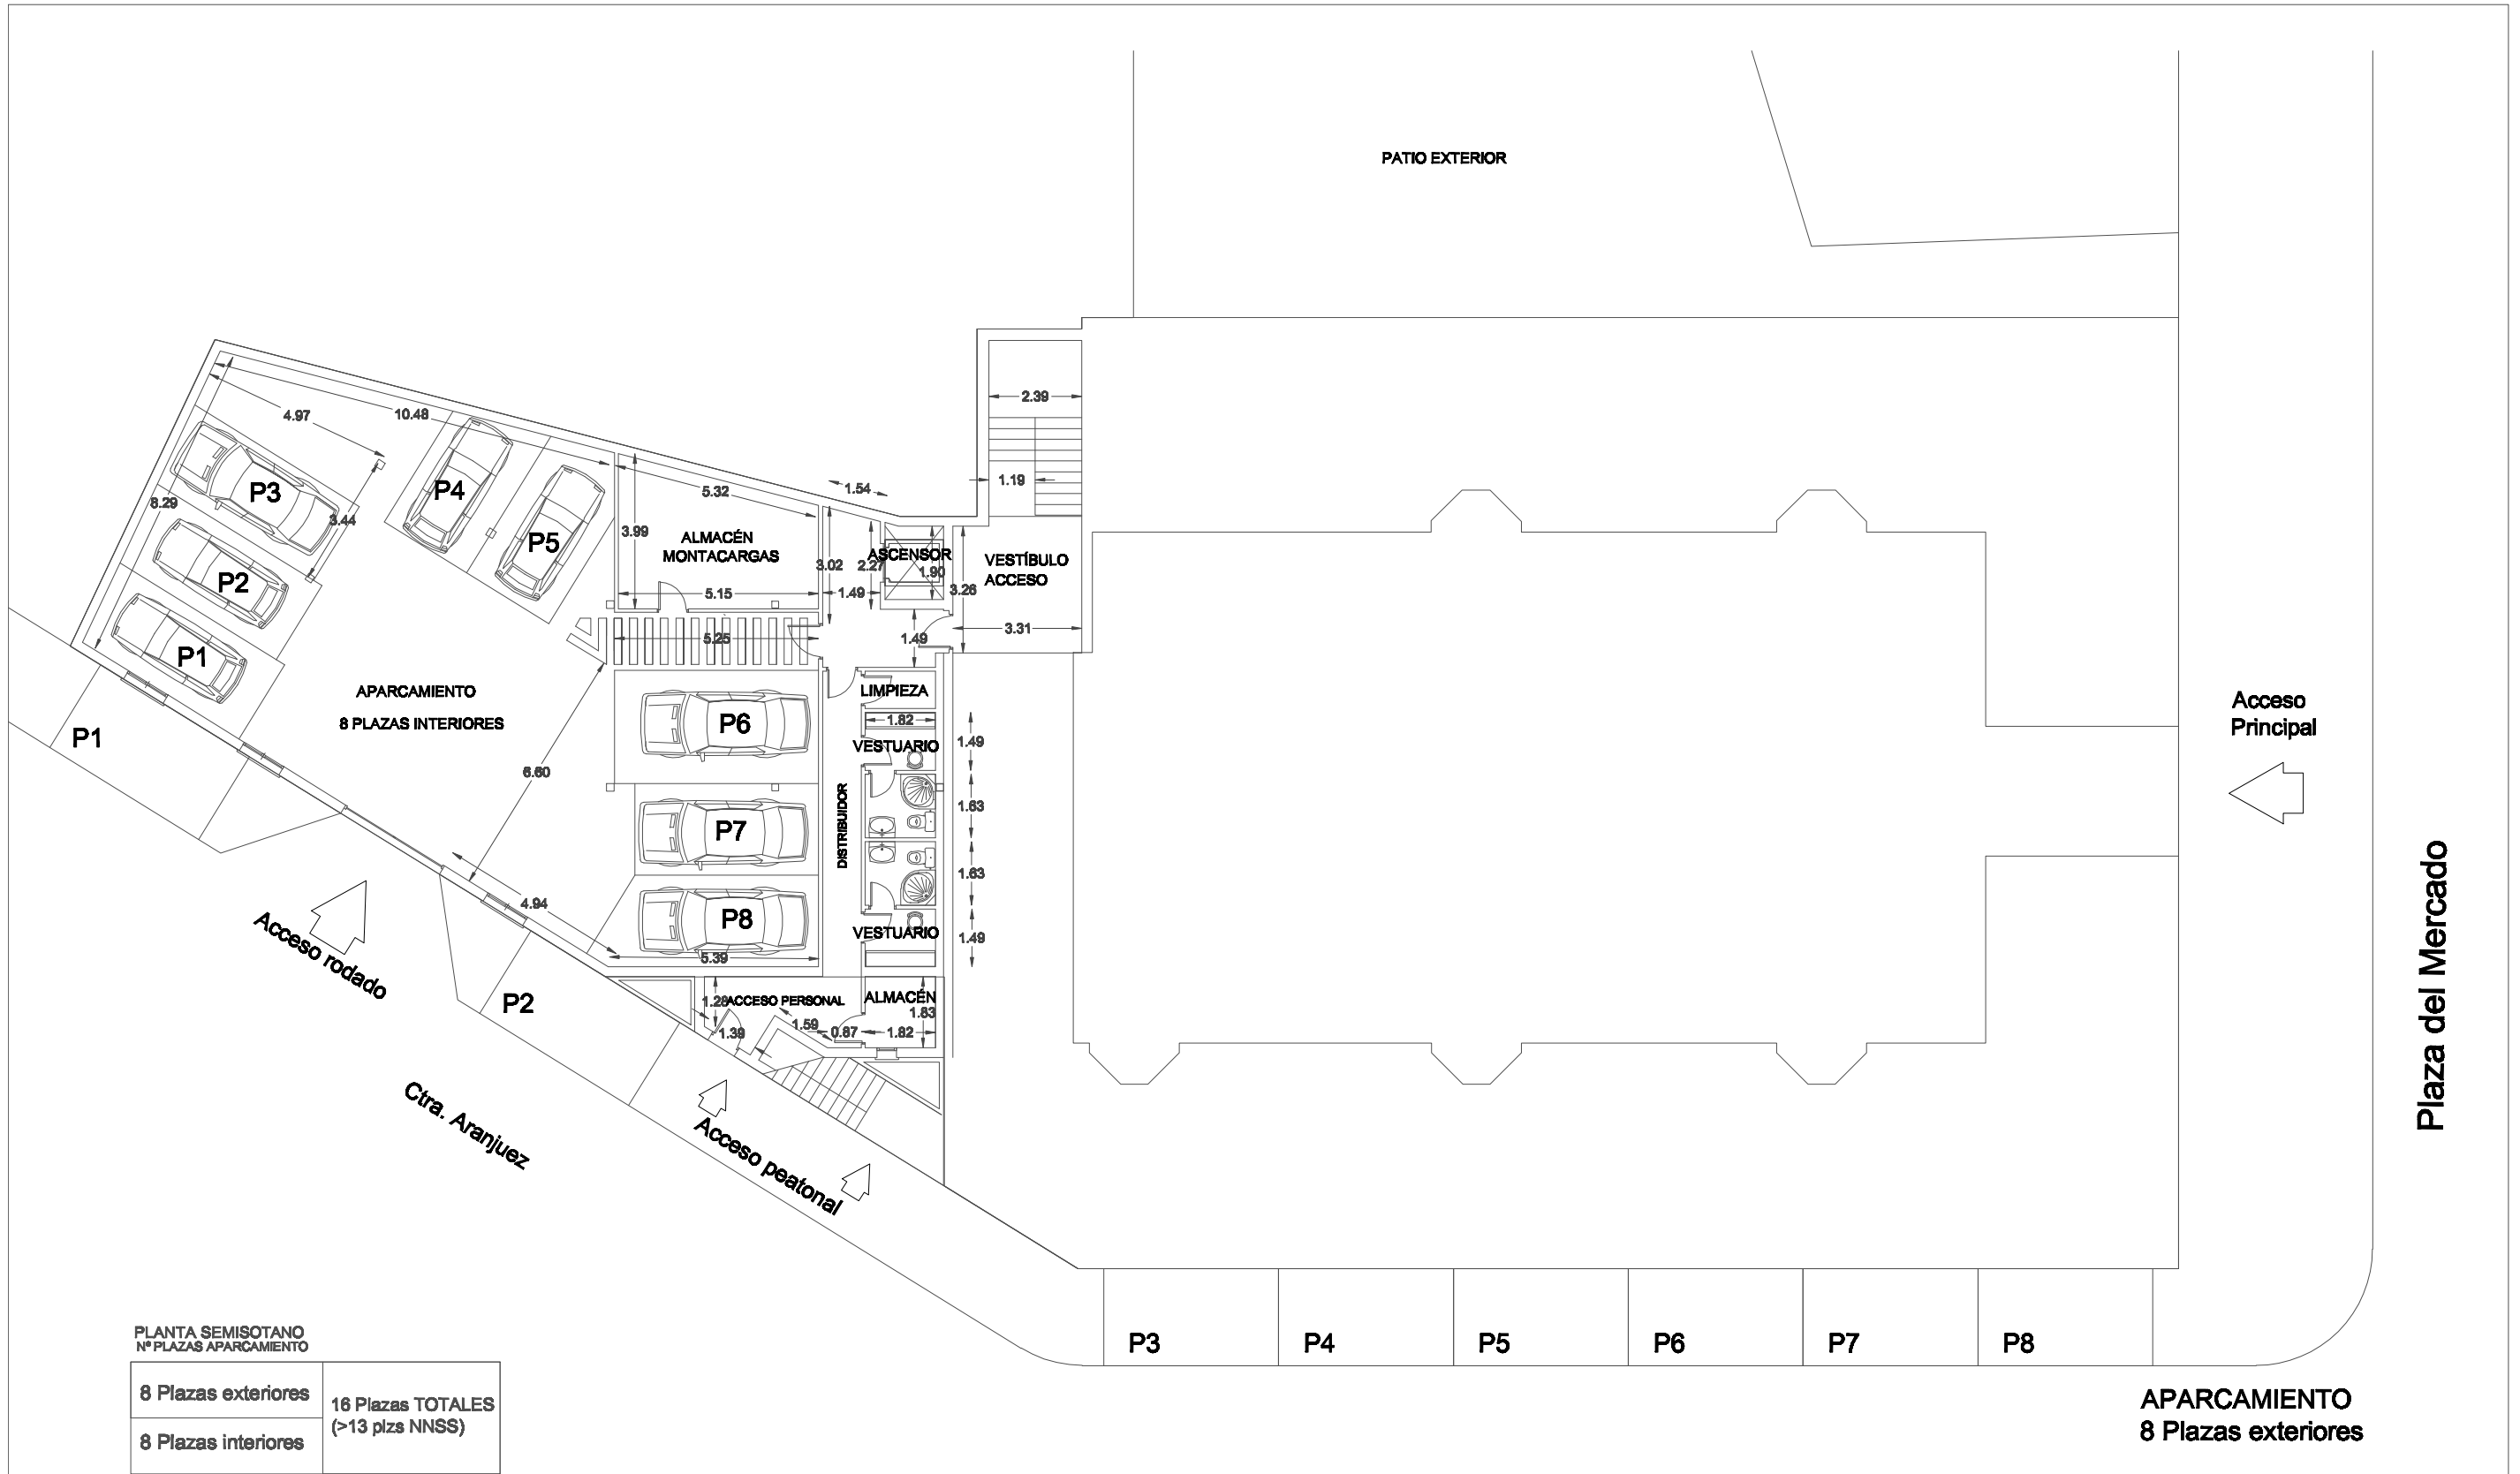 PATIO EXTERIOR
2.39
4.97
10.48
P3
P4
8.29
3.44
5.32
1.54
1.19
3.99
ALMACÉN
MONTACARGAS
P5
P2
3.02
2.27
ASCENSOR
1.90
VESTÍBULO
ACCESO
3.26
5.15
1.49
P1
5.25
1.49
3.31
APARCAMIENTO
8 PLAZAS INTERIORES
LIMPIEZA
P6
1.82
VESTUARIO
1.49
P1
6.60
Acceso
Principal
DISTRIBUIDOR
1.63
P7
1.63
4.94
P8
VESTUARIO
1.49
5.39
Acceso rodado
P2
1.28
ACCESO PERSONAL
ALMACÉN
1.83
1.39
1.59
0.87
1.82
Plaza del Mercado
Ctra. Aranjuez
Acceso peatonal
P3
P4
P5
P6
P7
P8
PLANTA SEMISOTANO
Nº PLAZAS APARCAMIENTO
8 Plazas exteriores
16 Plazas TOTALES
(>13 plzs NNSS)
8 Plazas interiores
APARCAMIENTO
8 Plazas exteriores